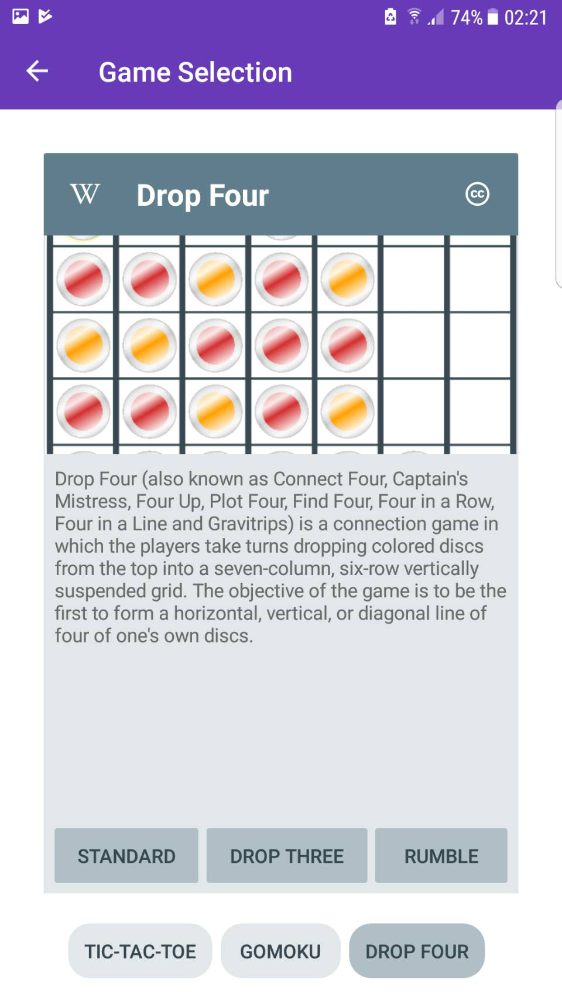 74% 02:21
Game Selection
W Drop Four cc
Drop Four (also known as Connect Four, Captain's
Mistress, Four Up, Plot Four, Find Four, Four in a Row,
Four in a Line and Gravitrips) is a connection game in
which the players take turns dropping colored discs
from the top into a seven-column, six-row vertically
suspended grid. The objective of the game is to be the
first to form a horizontal, vertical, or diagonal line of
four of one's own discs.
STANDARD DROP THREE RUMBLE
TIC-TAC-TOE GOMOKU DROP FOUR